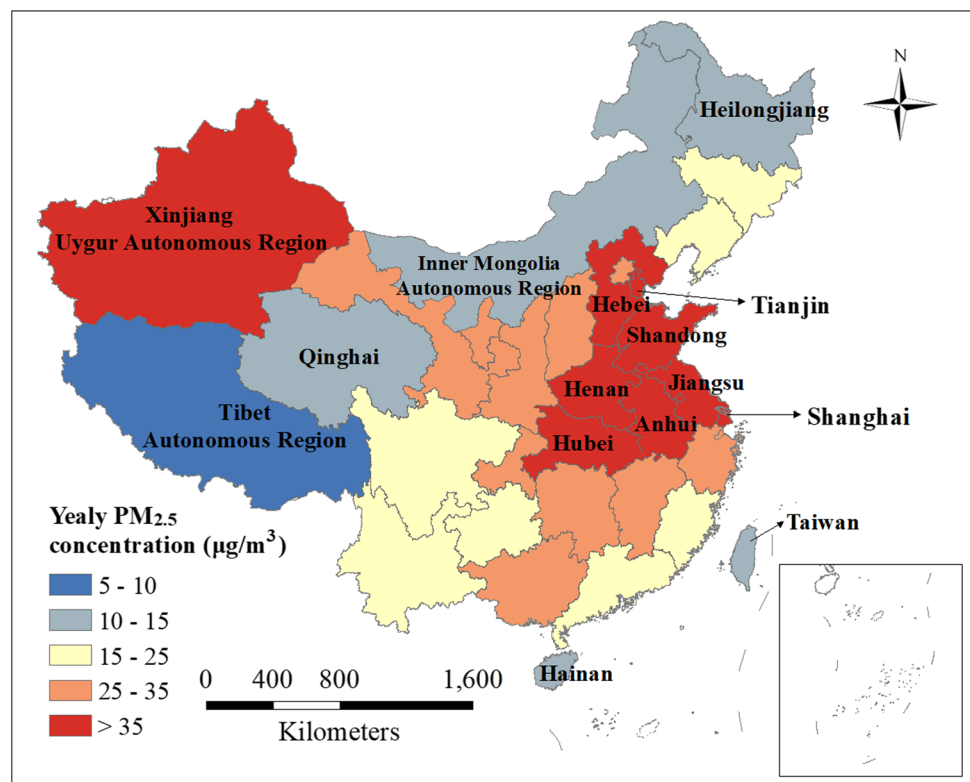 N
Heilongjiang
Xinjiang
Uygur Autonomous Region
Inner Mongolia
Autonomous Region
Hebei
Tianjin
Shandong
Qinghai
Henan
Jiangsu
Tibet
Autonomous Region
Hubei
Anhui
Shanghai
Taiwan
Hainan
Yealy PM2.5
concentration (μg/m³)
5 - 10
10 - 15
15 - 25
25 - 35
> 35
0 400 800 1,600
Kilometers